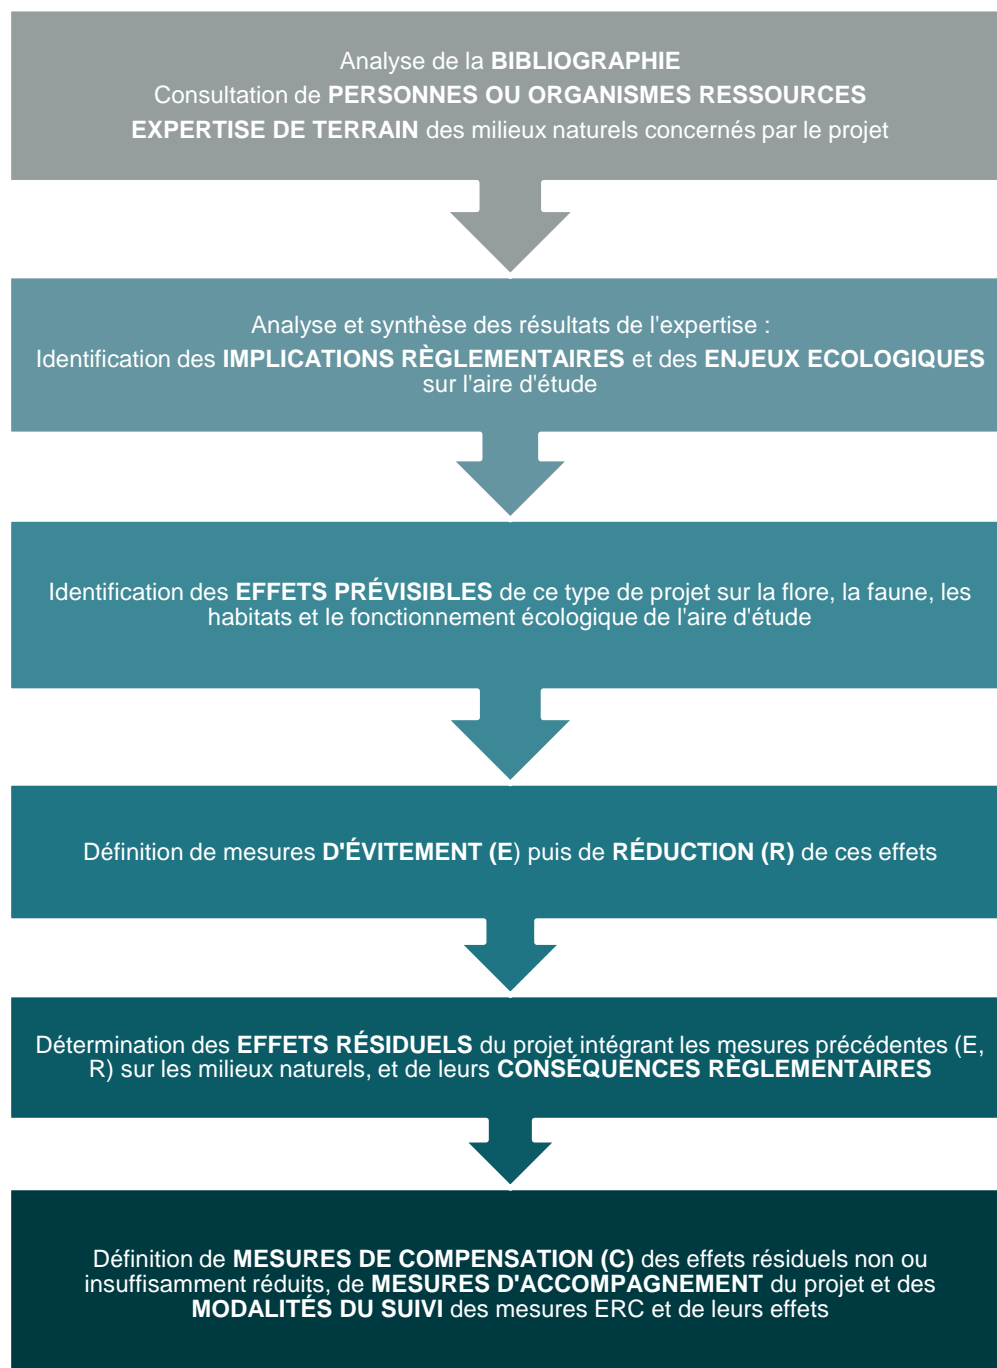 Analyse de la BIBLIOGRAPHIE
Consultation de PERSONNES OU ORGANISMES RESSOURCES
EXPERTISE DE TERRAIN des milieux naturels concernés par le projet
Analyse et synthèse des résultats de l'expertise :
Identification des IMPLICATIONS RÈGLEMENTAIRES et des ENJEUX ECOLOGIQUES
sur l'aire d'étude
Identification des EFFETS PRÉVISIBLES de ce type de projet sur la flore, la faune, les
habitats et le fonctionnement écologique de l'aire d'étude
Définition de mesures D'ÉVITEMENT (E) puis de RÉDUCTION (R) de ces effets
Détermination des EFFETS RÉSIDUELS du projet intégrant les mesures précédentes (E,
R) sur les milieux naturels, et de leurs CONSÉQUENCES RÈGLEMENTAIRES
Définition de MESURES DE COMPENSATION (C) des effets résiduels non ou
insuffisamment réduits, de MESURES D'ACCOMPAGNEMENT du projet et des
MODALITÉS DU SUIVI des mesures ERC et de leurs effets